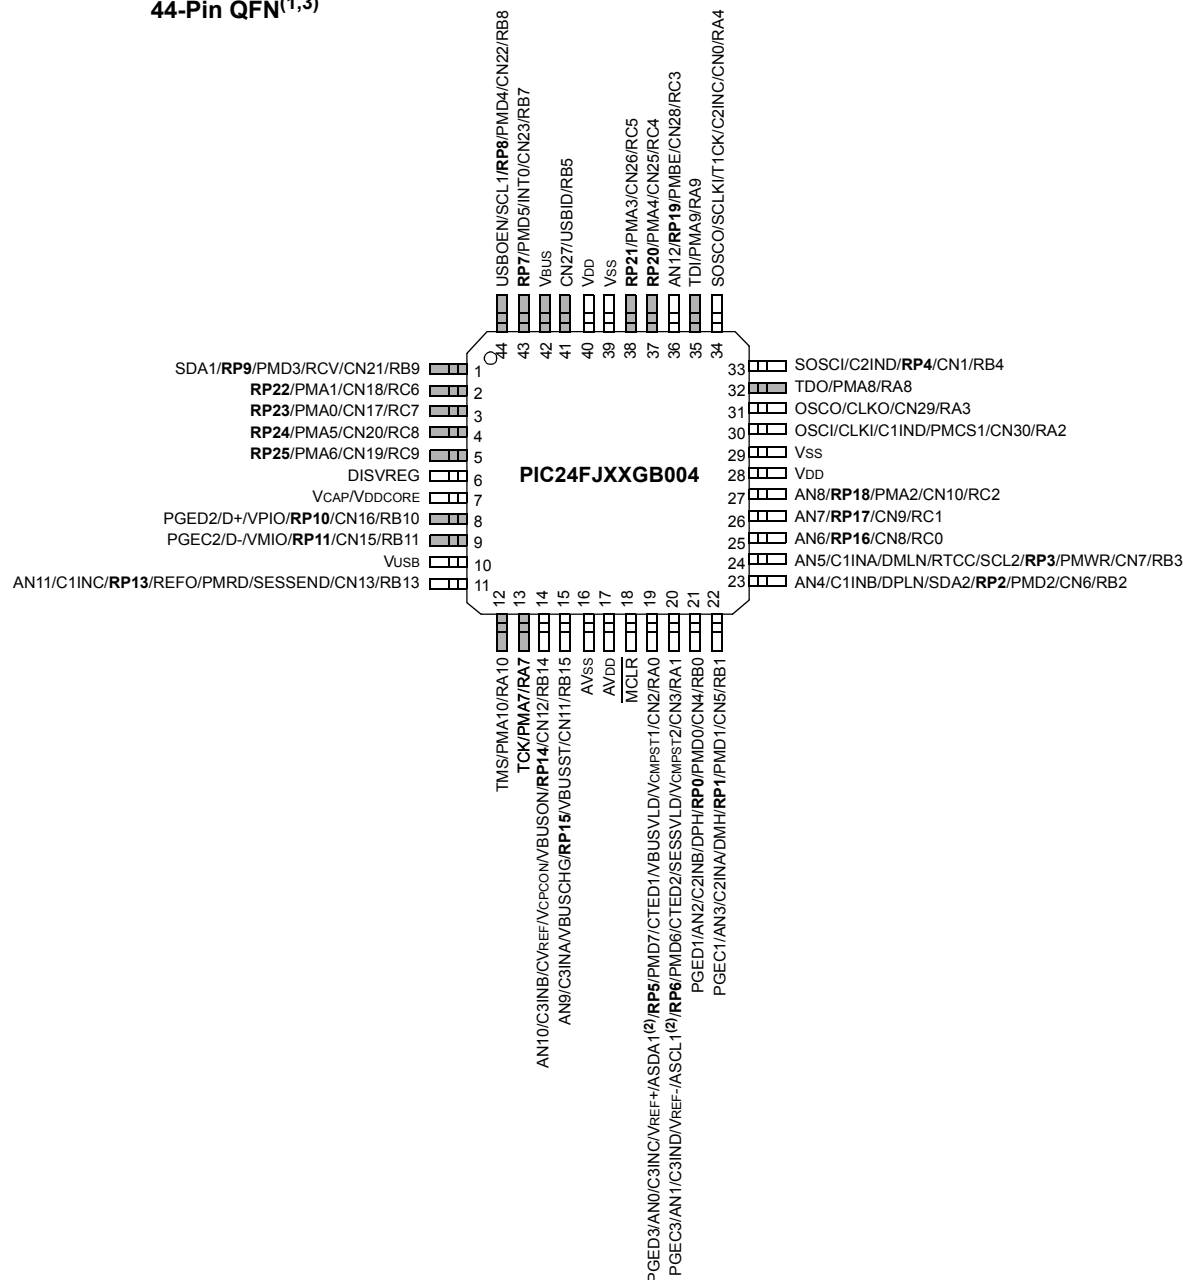 44-Pin QFN(1,3)
USBOEN/SCL1/RP8/PMD4/CN22/RB8
RP7/PMD5/INT0/CN23/RB7
VBUS
CN27/USBID/RB5
VDD
VSS
RP21/PMA3/CN26/RC5
RP20/PMA4/CN25/RC4
AN12/RP19/PMBE/CN28/RC3
TDI/PMA9/RA9
SOSCO/SCLKI/T1CK/C2INC/CN0/RA4
44
43
42
41
40
39
38
37
36
35
34
SDA1/RP9/PMD3/RCV/CN21/RB9 1
RP22/PMA1/CN18/RC6 2
RP23/PMA0/CN17/RC7 3
RP24/PMA5/CN20/RC8 4
RP25/PMA6/CN19/RC9 5
DISVREG 6
VCAP/VDDCORE 7
PGED2/D+/VPIO/RP10/CN16/RB10 8
PGEC2/D-/VMIO/RP11/CN15/RB11 9
VUSB 10
AN11/C1INC/RP13/REFO/PMRD/SESSEND/CN13/RB13 11
PIC24FJXXGB004
33 SOSCI/C2IND/RP4/CN1/RB4
32 TDO/PMA8/RA8
31 OSCO/CLKO/CN29/RA3
30 OSCI/CLKI/C1IND/PMCS1/CN30/RA2
29 VSS
28 VDD
27 AN8/RP18/PMA2/CN10/RC2
26 AN7/RP17/CN9/RC1
25 AN6/RP16/CN8/RC0
24 AN5/C1INA/DMLN/RTCC/SCL2/RP3/PMWR/CN7/RB3
23 AN4/C1INB/DPLN/SDA2/RP2/PMD2/CN6/RB2
12
13
14
15
16
17
18
19
20
21
22
TMS/PMA10/RA10
TCK/PMA7/RA7
AN10/C3INB/CVREF/VCPCON/VBUSON/RP14/CN12/RB14
AN9/C3INA/VBUSCHG/RP15/VBUSST/CN11/RB15
AVSS
AVDD
MCLR
PGED3/AN0/C3INC/VREF+/ASDA1(2)/RP5/PMD7/CTED1/VBUSVLD/VCMPST1/CN2/RA0
PGEC3/AN1/C3IND/VREF-/ASCL1(2)/RP6/PMD6/CTED2/SESSVLD/VCMPST2/CN3/RA1
PGED1/AN2/C2INB/DPH/RP0/PMD0/CN4/RB0
PGEC1/AN3/C2INA/DMH/RP1/PMD1/CN5/RB1